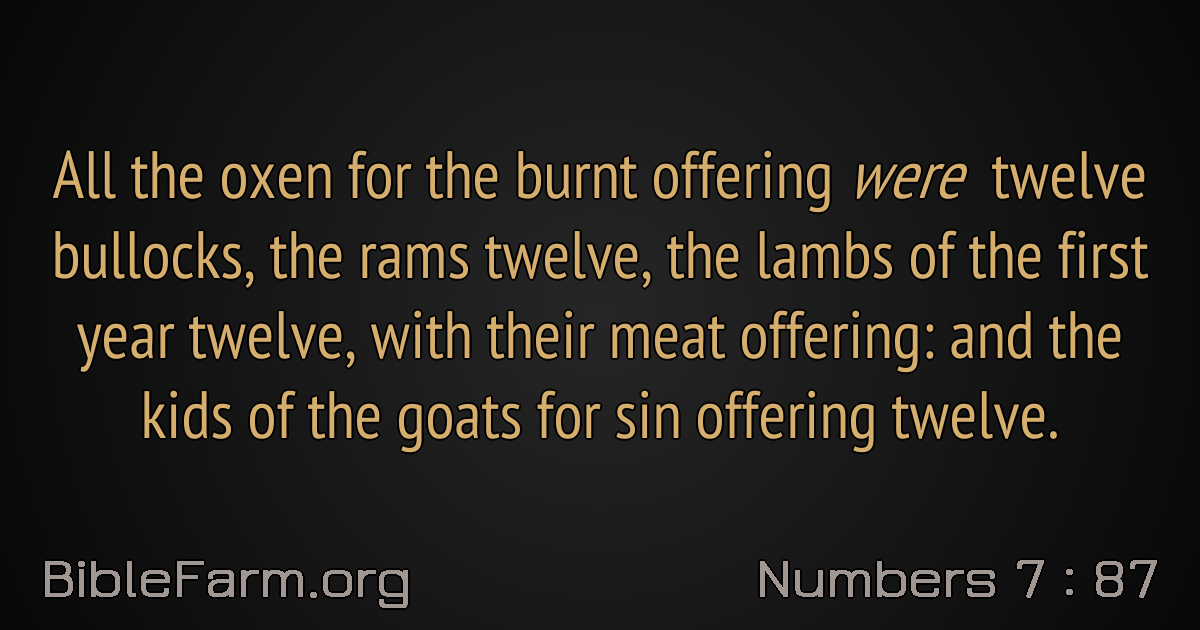 All the oxen for the burnt offering were twelve
bullocks, the rams twelve, the lambs of the first
year twelve, with their meat offering: and the
kids of the goats for sin offering twelve.
BibleFarm.org
Numbers 7 : 87